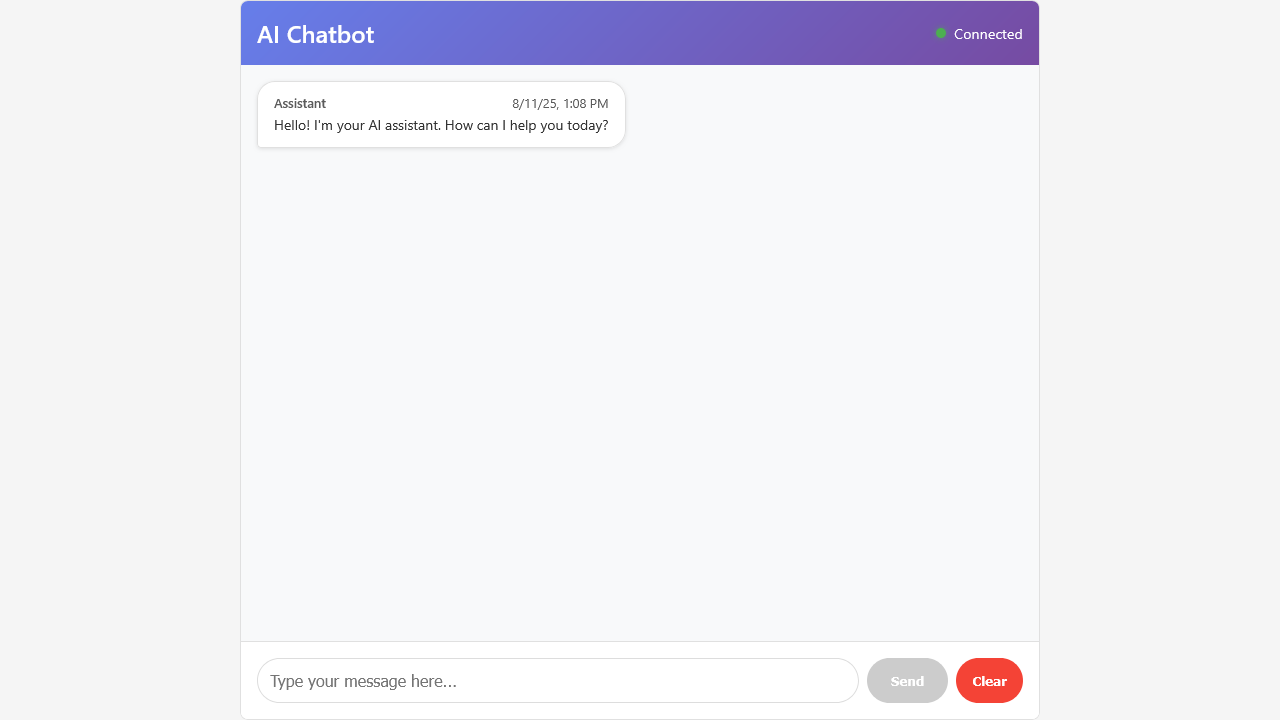 AI Chatbot
Connected
Assistant
8/11/25, 1:08 PM
Hello! I'm your AI assistant. How can I help you today?
Type your message here...
Send
Clear